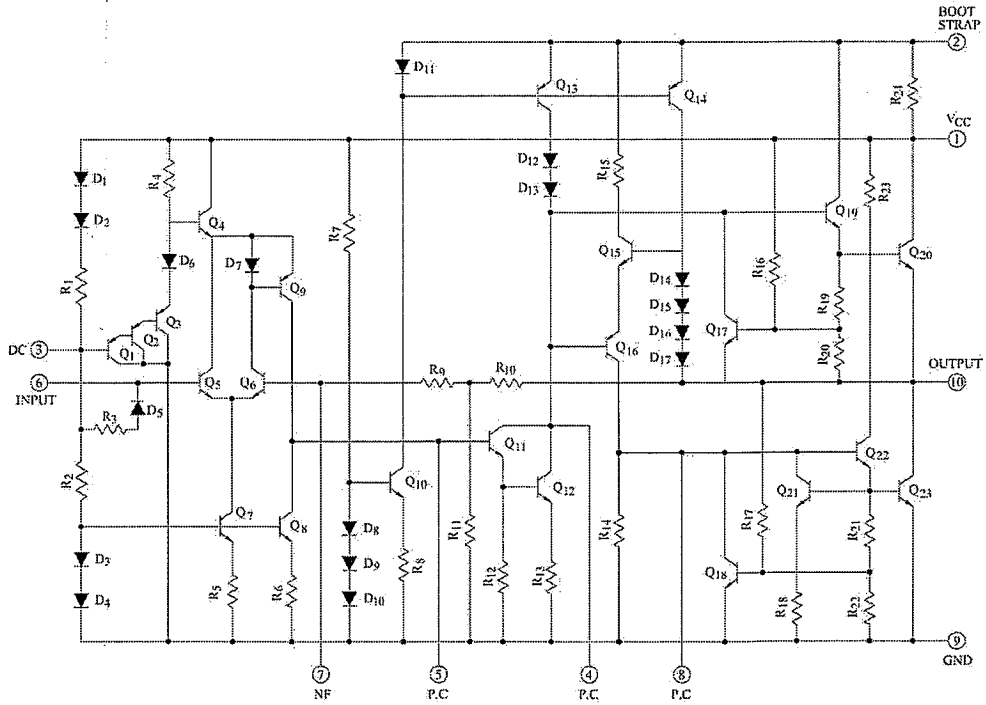 BOOT
STRAP
2
D11
Q13
Q14
R24
VCC
1
D1
R4
D12
R15
D13
R23
D2
Q4
R7
Q19
D6
D7
Q15
R16
Q20
R1
Q9
D14
D15
R19
Q3
Q2
D16
Q17
DC 3
Q1
Q16
D17
R20
OUTPUT
10
6
INPUT
Q5
Q6
R9
R10
D5
R3
Q11
Q22
R2
Q10
Q12
Q21
Q23
Q7
Q8
D8
R11
R14
R17
R21
D3
D9
R8
Q18
D4
R5
R6
D10
R12
R13
R18
R22
9
GND
7
NF
5
P.C
4
P.C
8
P.C